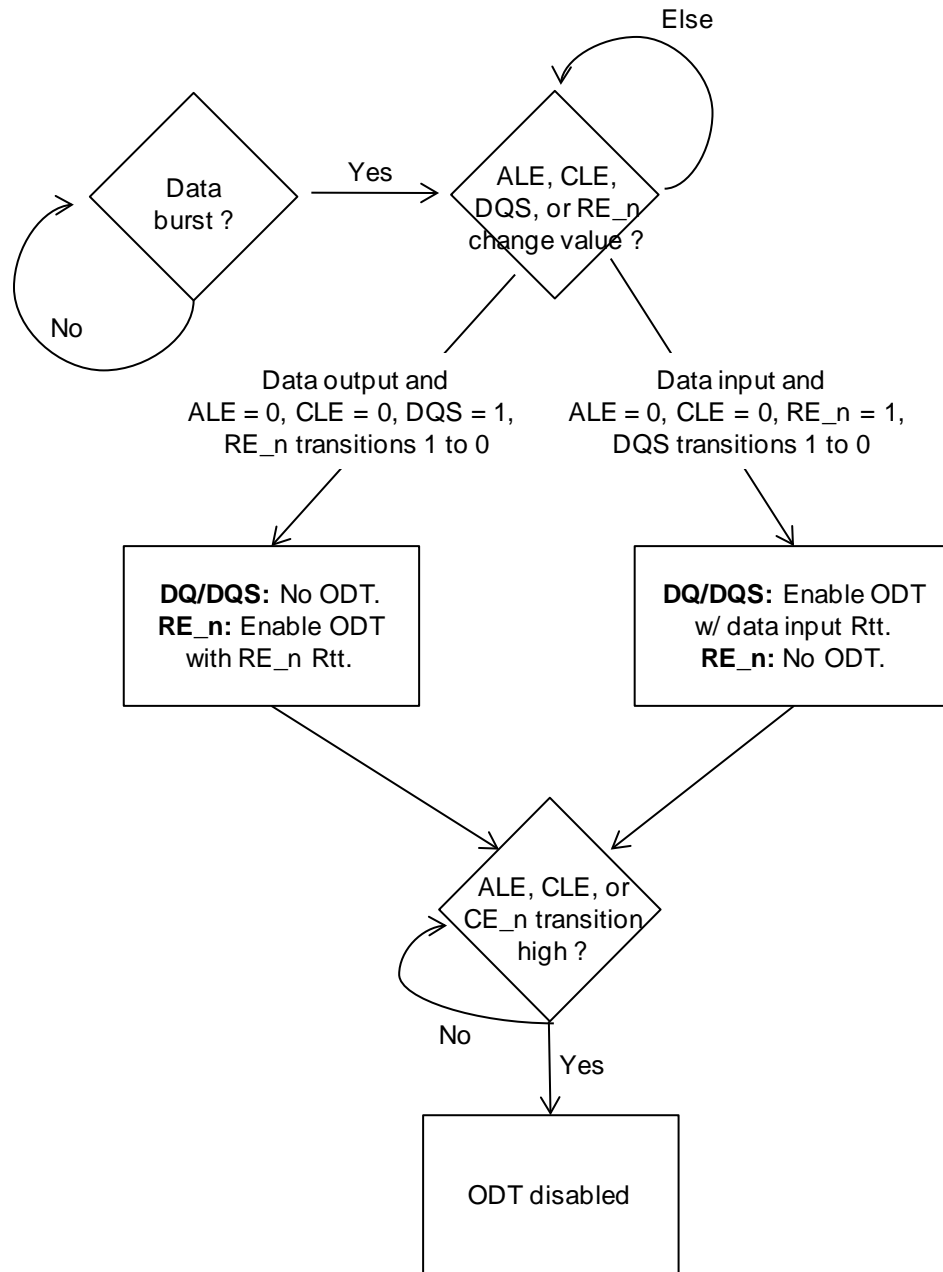 Else
Data
burst ?
Yes
ALE, CLE,
DQS, or RE_n
change value ?
No
Data output and
ALE = 0, CLE = 0, DQS = 1,
RE_n transitions 1 to 0
Data input and
ALE = 0, CLE = 0, RE_n = 1,
DQS transitions 1 to 0
DQ/DQS: No ODT.
RE_n: Enable ODT
with RE_n Rtt.
DQ/DQS: Enable ODT
w/ data input Rtt.
RE_n: No ODT.
ALE, CLE, or
CE_n transition
high ?
No
Yes
ODT disabled